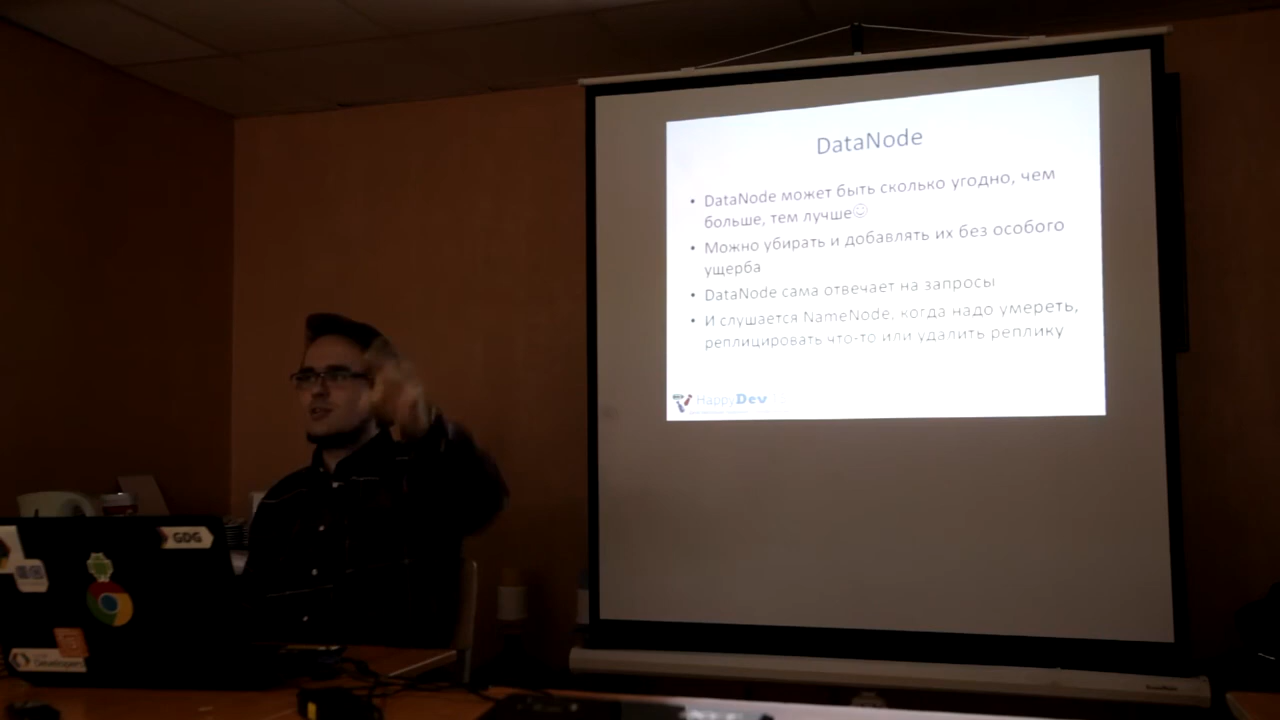 DataNode
• DataNode может быть сколько угодно, чем
больше, тем лучше☺
• Можно убирать и добавлять их без особого
ущерба
• DataNode сама отвечает на запросы
• И слушается NameNode, когда надо умереть,
реплицировать что-то или удалить реплику
HappyDev
GDG
Developers